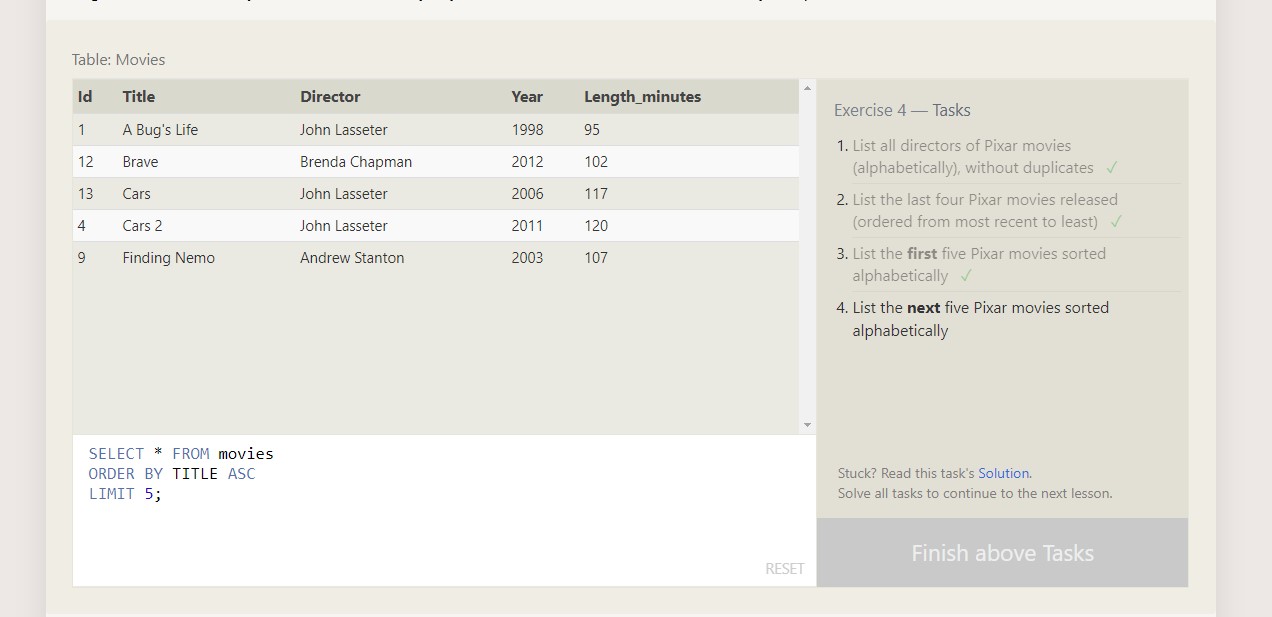 Table: Movies
Id Title Director Year Length_minutes
1 A Bug's Life John Lasseter 1998 95
12 Brave Brenda Chapman 2012 102
13 Cars John Lasseter 2006 117
4 Cars 2 John Lasseter 2011 120
9 Finding Nemo Andrew Stanton 2003 107
SELECT * FROM movies
ORDER BY TITLE ASC
LIMIT 5;
RESET
Exercise 4 — Tasks
1. List all directors of Pixar movies
(alphabetically), without duplicates ✓
2. List the last four Pixar movies released
(ordered from most recent to least) ✓
3. List the first five Pixar movies sorted
alphabetically ✓
4. List the next five Pixar movies sorted
alphabetically
Stuck? Read this task's Solution.
Solve all tasks to continue to the next lesson.
Finish above Tasks